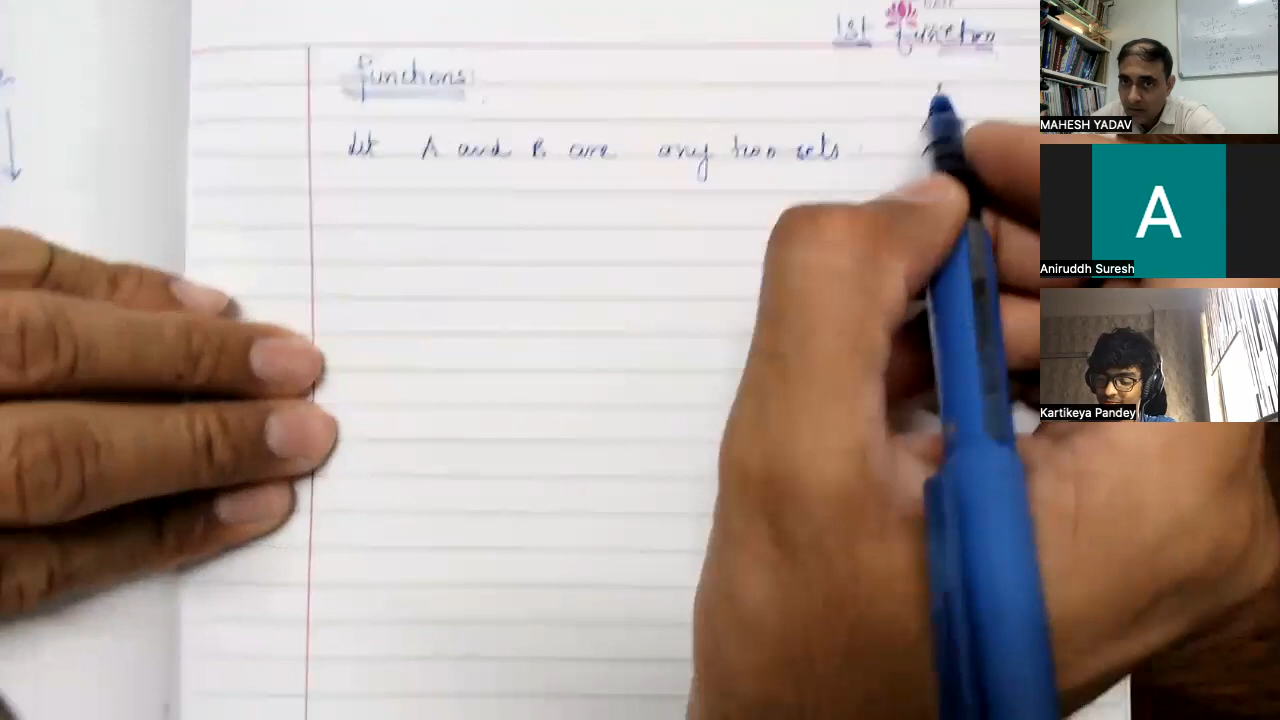 1st function
Functions:
Let A and B are any two sets.
MAHESH YADAV
A
Aniruddh Suresh
Kartikeya Pandey